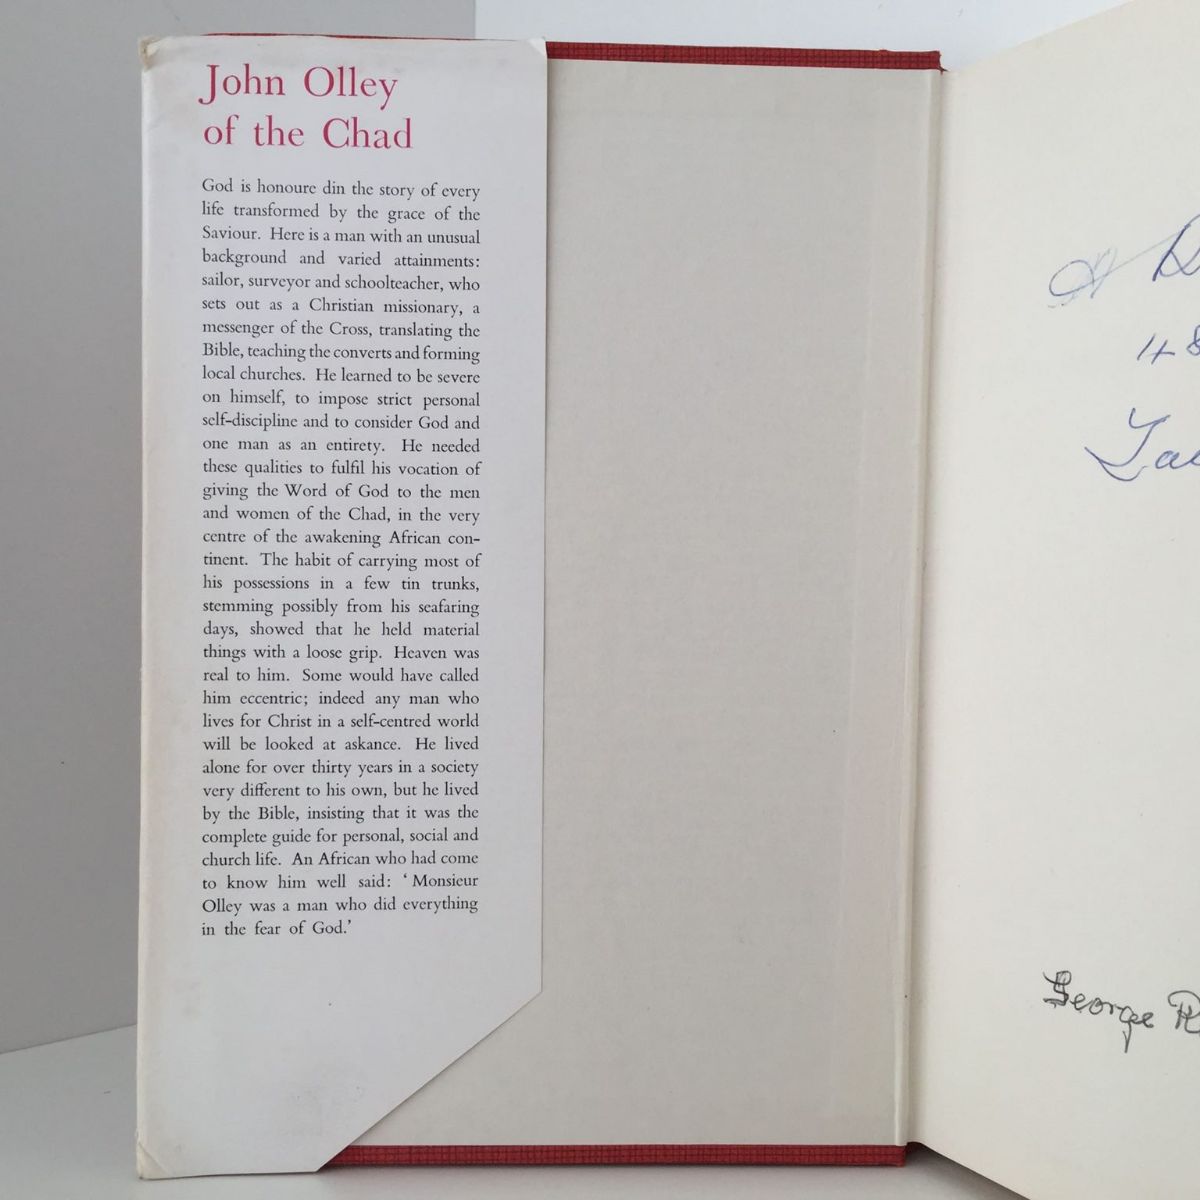 John Olley
of the Chad
God is honoure din the story of every
life transformed by the grace of the
Saviour. Here is a man with an unusual
background and varied attainments:
sailor, surveyor and schoolteacher, who
sets out as a Christian missionary, a
messenger of the Cross, translating the
Bible, teaching the converts and forming
local churches. He learned to be severe
on himself, to impose strict personal
self-discipline and to consider God and
one man as an entirety. He needed
these qualities to fulfil his vocation of
giving the Word of God to the men
and women of the Chad, in the very
centre of the awakening African con-
tinent. The habit of carrying most of
his possessions in a few tin trunks,
stemming possibly from his seafaring
days, showed that he held material
things with a loose grip. Heaven was
real to him. Some would have called
him eccentric; indeed any man who
lives for Christ in a self-centred world
will be looked at askance. He lived
alone for over thirty years in a society
very different to his own, but he lived
by the Bible, insisting that it was the
complete guide for personal, social and
church life. An African who had come
to know him well said: ‘Monsieur
Olley was a man who did everything
in the fear of God.’
48
George R